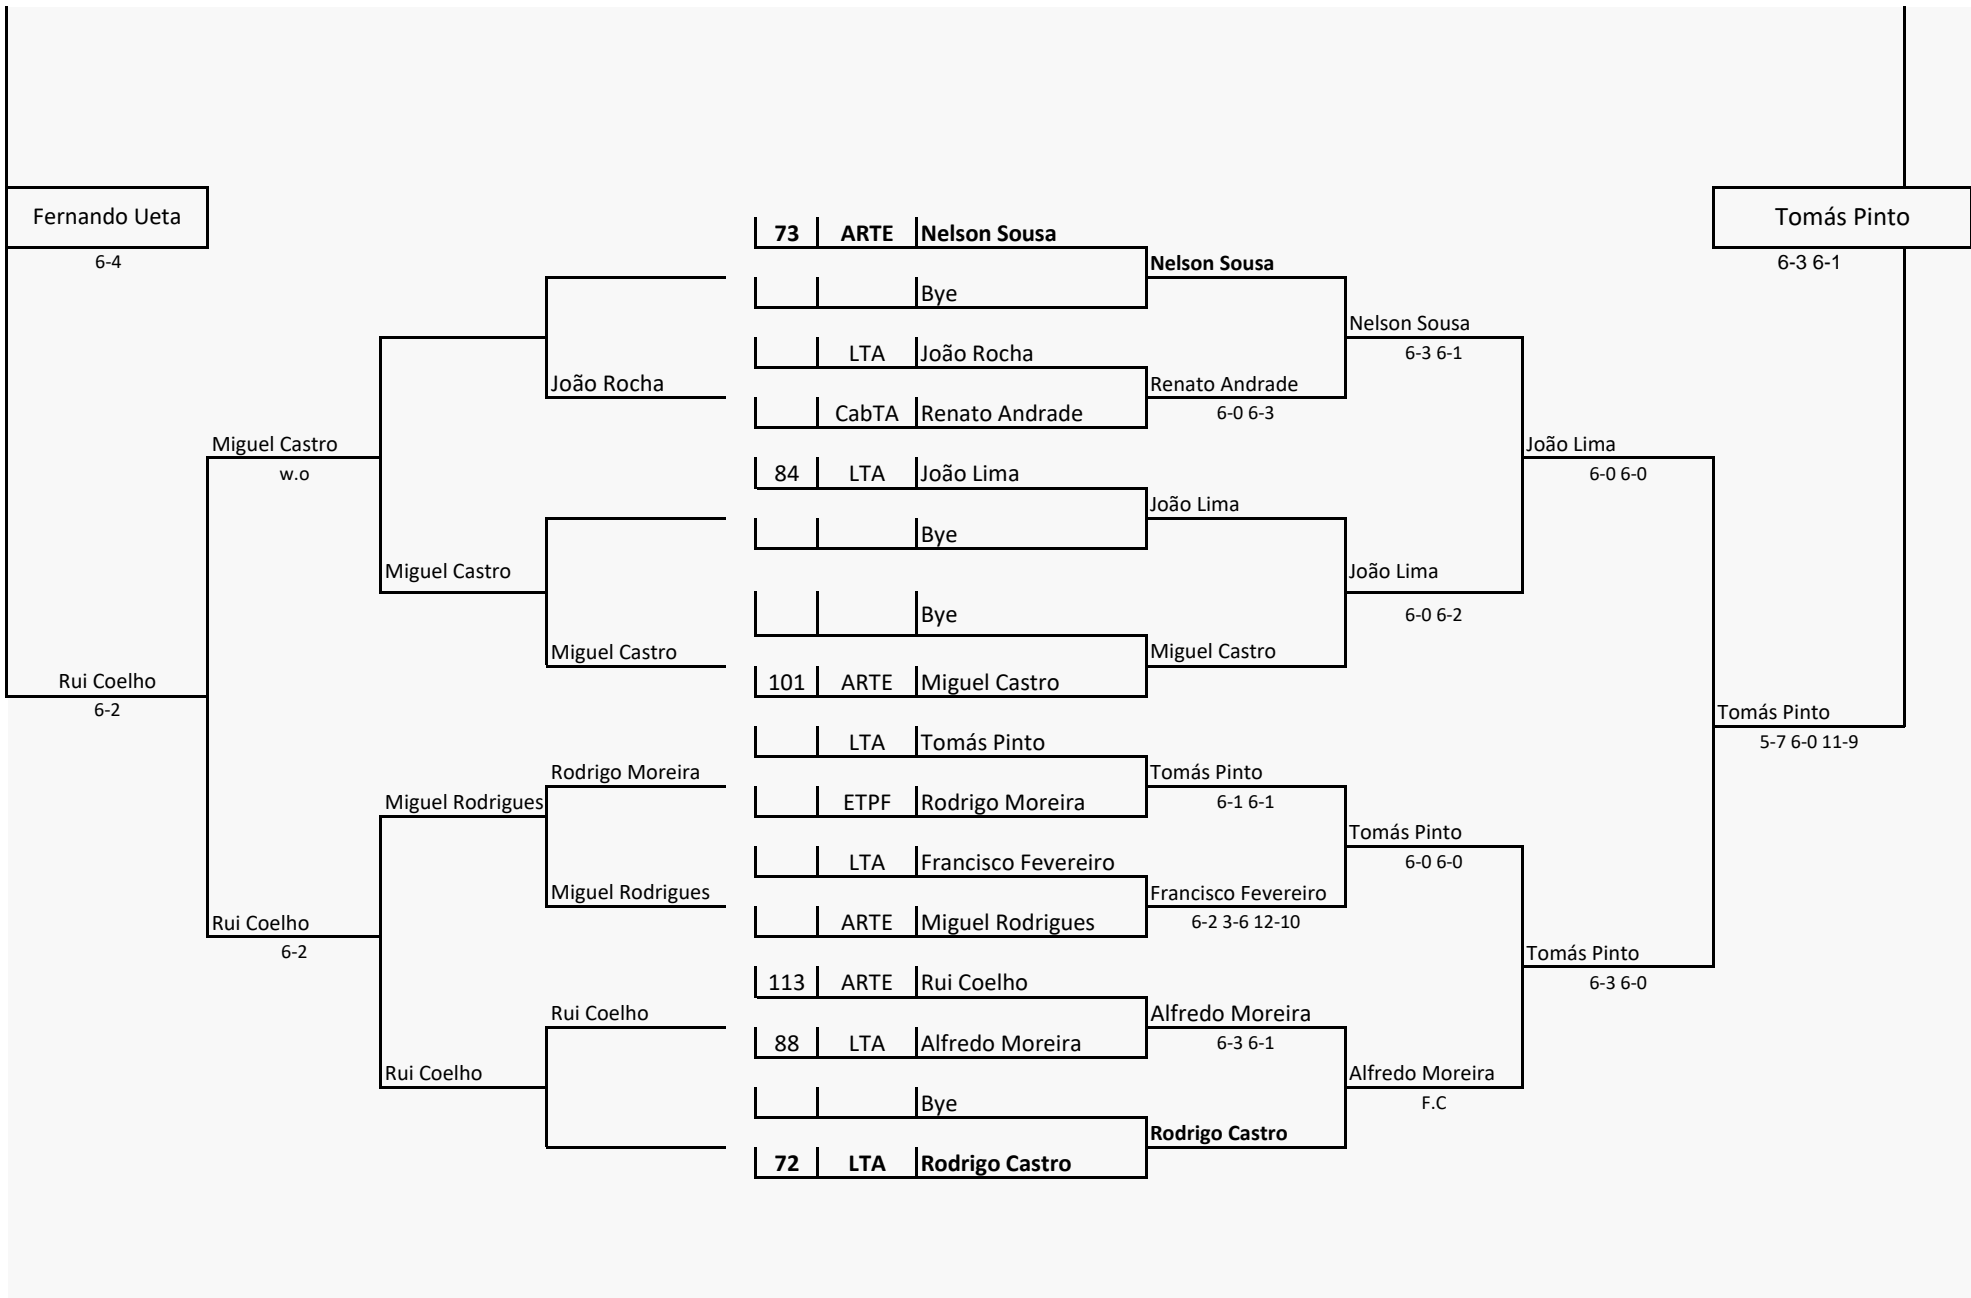 Fernando Ueta
6-4
Tomás Pinto
6-3 6-1
73 ARTE Nelson Sousa
Nelson Sousa
Bye
Nelson Sousa
6-3 6-1
LTA João Rocha
João Rocha
Renato Andrade
6-0 6-3
CabTA Renato Andrade
Miguel Castro
w.o
João Lima
6-0 6-0
84 LTA João Lima
João Lima
Bye
Miguel Castro
João Lima
6-0 6-2
Bye
Miguel Castro
Miguel Castro
101 ARTE Miguel Castro
Rui Coelho
6-2
Tomás Pinto
5-7 6-0 11-9
LTA Tomás Pinto
Rodrigo Moreira
Tomás Pinto
6-1 6-1
Miguel Rodrigues
ETPF Rodrigo Moreira
Tomás Pinto
6-0 6-0
LTA Francisco Fevereiro
Miguel Rodrigues
Francisco Fevereiro
6-2 3-6 12-10
ARTE Miguel Rodrigues
Rui Coelho
6-2
Tomás Pinto
6-3 6-0
113 ARTE Rui Coelho
Rui Coelho
Alfredo Moreira
6-3 6-1
88 LTA Alfredo Moreira
Rui Coelho
Alfredo Moreira
F.C
Bye
Rodrigo Castro
72 LTA Rodrigo Castro